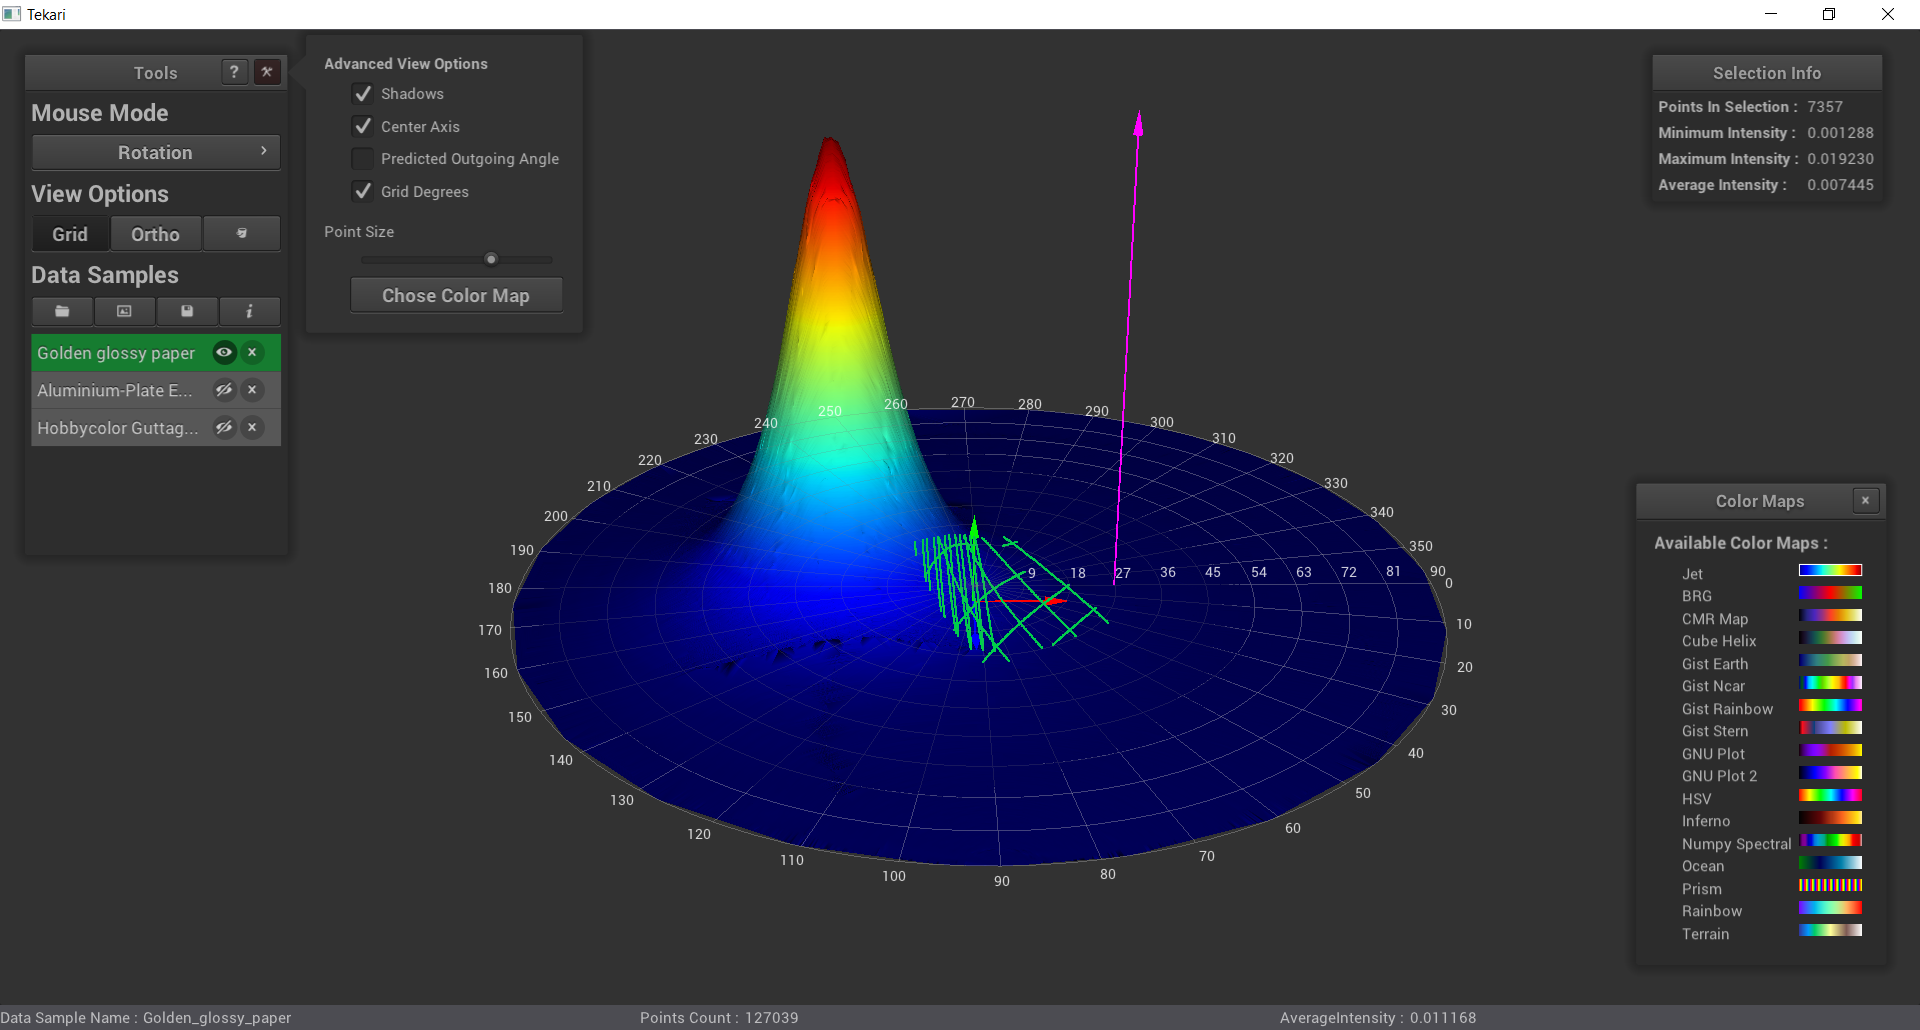 Tekari
Tools
?
Mouse Mode
Rotation
View Options
Grid
Ortho
Data Samples
i
Golden glossy paper
Aluminium-Plate E...
Hobbycolor Guttag...
Advanced View Options
Shadows
Center Axis
Predicted Outgoing Angle
Grid Degrees
Point Size
Chose Color Map
270
260
280
250
290
240
300
230
310
220
320
210
330
200
340
190
350
9
18
27
36
45
54
63
72
81
90
180
0
170
10
160
20
150
30
140
40
130
50
120
60
110
70
100
80
90
Selection Info
Points In Selection : 7357
Minimum Intensity : 0.001288
Maximum Intensity : 0.019230
Average Intensity : 0.007445
Color Maps
Available Color Maps :
Jet
BRG
CMR Map
Cube Helix
Gist Earth
Gist Ncar
Gist Rainbow
Gist Stern
GNU Plot
GNU Plot 2
HSV
Inferno
Numpy Spectral
Ocean
Prism
Rainbow
Terrain
Data Sample Name : Golden_glossy_paper
Points Count : 127039
AverageIntensity : 0.011168